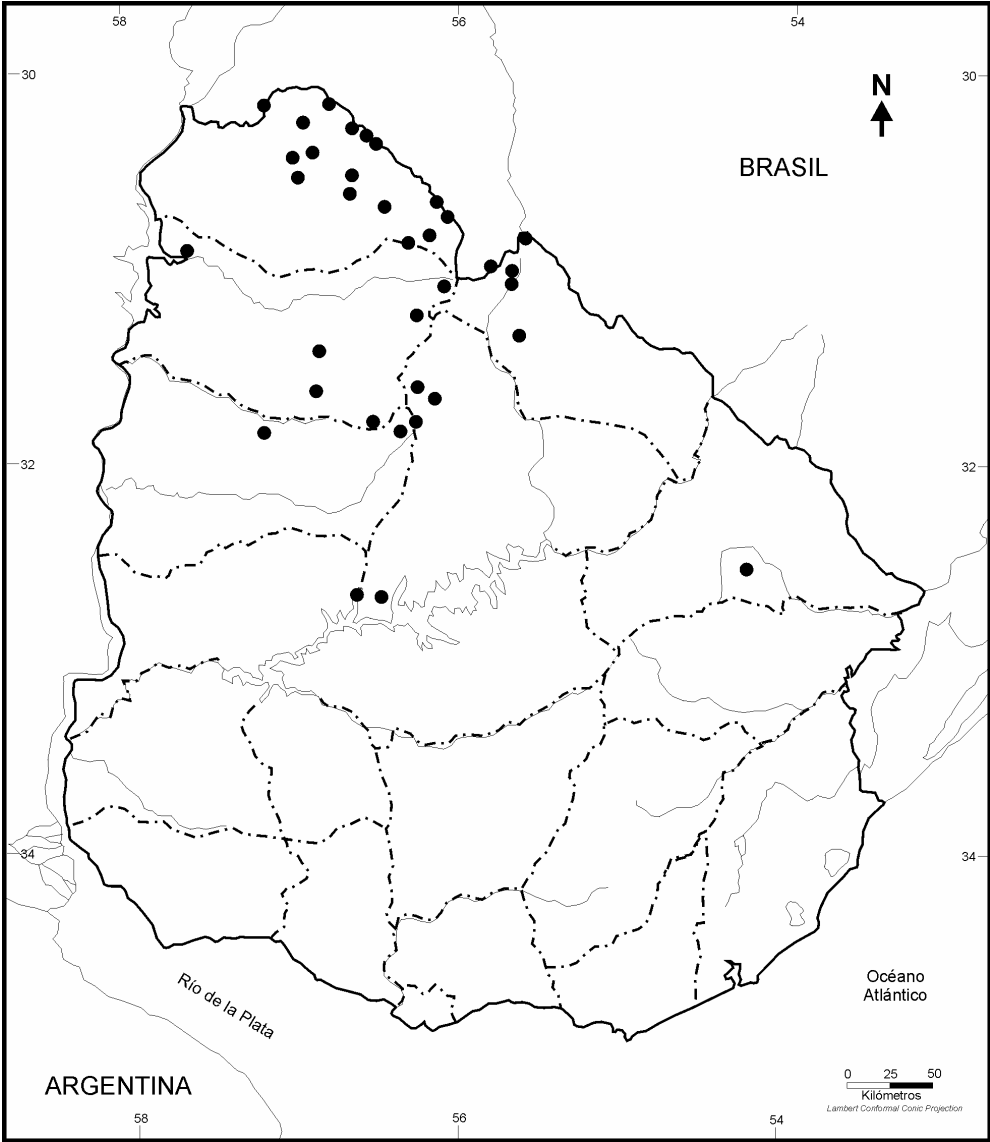 58
56
54
30
30
N
BRASIL
32
32
34
34
Océano
Atlántico
Río de la Plata
ARGENTINA
0 25 50
Kilómetros
Lambert Conformal Conic Projection
58
56
54